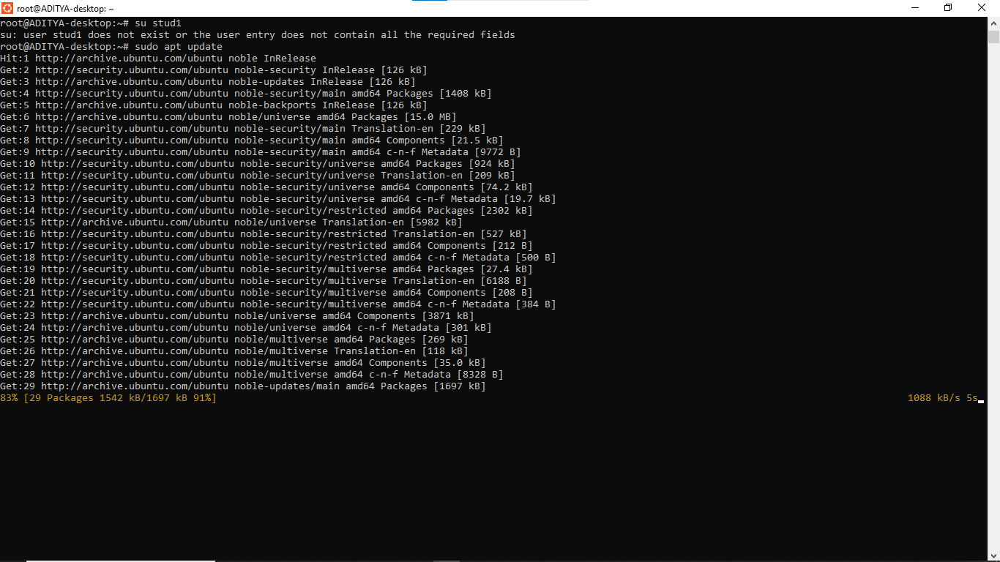 root@ADITYA-desktop: ~
root@ADITYA-desktop:~# su stud1
su: user stud1 does not exist or the user entry does not contain all the required fields
root@ADITYA-desktop:~# sudo apt update
Hit:1 http://archive.ubuntu.com/ubuntu noble InRelease
Get:2 http://security.ubuntu.com/ubuntu noble-security InRelease [126 kB]
Get:3 http://archive.ubuntu.com/ubuntu noble-updates InRelease [126 kB]
Get:4 http://security.ubuntu.com/ubuntu noble-security/main amd64 Packages [1408 kB]
Get:5 http://archive.ubuntu.com/ubuntu noble-backports InRelease [126 kB]
Get:6 http://archive.ubuntu.com/ubuntu noble/universe amd64 Packages [15.0 MB]
Get:7 http://security.ubuntu.com/ubuntu noble-security/main Translation-en [229 kB]
Get:8 http://security.ubuntu.com/ubuntu noble-security/main amd64 Components [21.5 kB]
Get:9 http://security.ubuntu.com/ubuntu noble-security/main amd64 c-n-f Metadata [9772 B]
Get:10 http://security.ubuntu.com/ubuntu noble-security/universe amd64 Packages [924 kB]
Get:11 http://security.ubuntu.com/ubuntu noble-security/universe Translation-en [209 kB]
Get:12 http://security.ubuntu.com/ubuntu noble-security/universe amd64 Components [74.2 kB]
Get:13 http://security.ubuntu.com/ubuntu noble-security/universe amd64 c-n-f Metadata [19.7 kB]
Get:14 http://security.ubuntu.com/ubuntu noble-security/restricted amd64 Packages [2302 kB]
Get:15 http://archive.ubuntu.com/ubuntu noble/universe Translation-en [5982 kB]
Get:16 http://security.ubuntu.com/ubuntu noble-security/restricted Translation-en [527 kB]
Get:17 http://security.ubuntu.com/ubuntu noble-security/restricted amd64 Components [212 B]
Get:18 http://security.ubuntu.com/ubuntu noble-security/restricted amd64 c-n-f Metadata [500 B]
Get:19 http://security.ubuntu.com/ubuntu noble-security/multiverse amd64 Packages [27.4 kB]
Get:20 http://security.ubuntu.com/ubuntu noble-security/multiverse Translation-en [6188 B]
Get:21 http://security.ubuntu.com/ubuntu noble-security/multiverse amd64 Components [208 B]
Get:22 http://security.ubuntu.com/ubuntu noble-security/multiverse amd64 c-n-f Metadata [384 B]
Get:23 http://archive.ubuntu.com/ubuntu noble/universe amd64 Components [3871 kB]
Get:24 http://archive.ubuntu.com/ubuntu noble/universe amd64 c-n-f Metadata [301 kB]
Get:25 http://archive.ubuntu.com/ubuntu noble/multiverse amd64 Packages [269 kB]
Get:26 http://archive.ubuntu.com/ubuntu noble/multiverse Translation-en [118 kB]
Get:27 http://archive.ubuntu.com/ubuntu noble/multiverse amd64 Components [35.0 kB]
Get:28 http://archive.ubuntu.com/ubuntu noble/multiverse amd64 c-n-f Metadata [8328 B]
Get:29 http://archive.ubuntu.com/ubuntu noble-updates/main amd64 Packages [1697 kB]
83% [29 Packages 1542 kB/1697 kB 91%] 1088 kB/s 5s